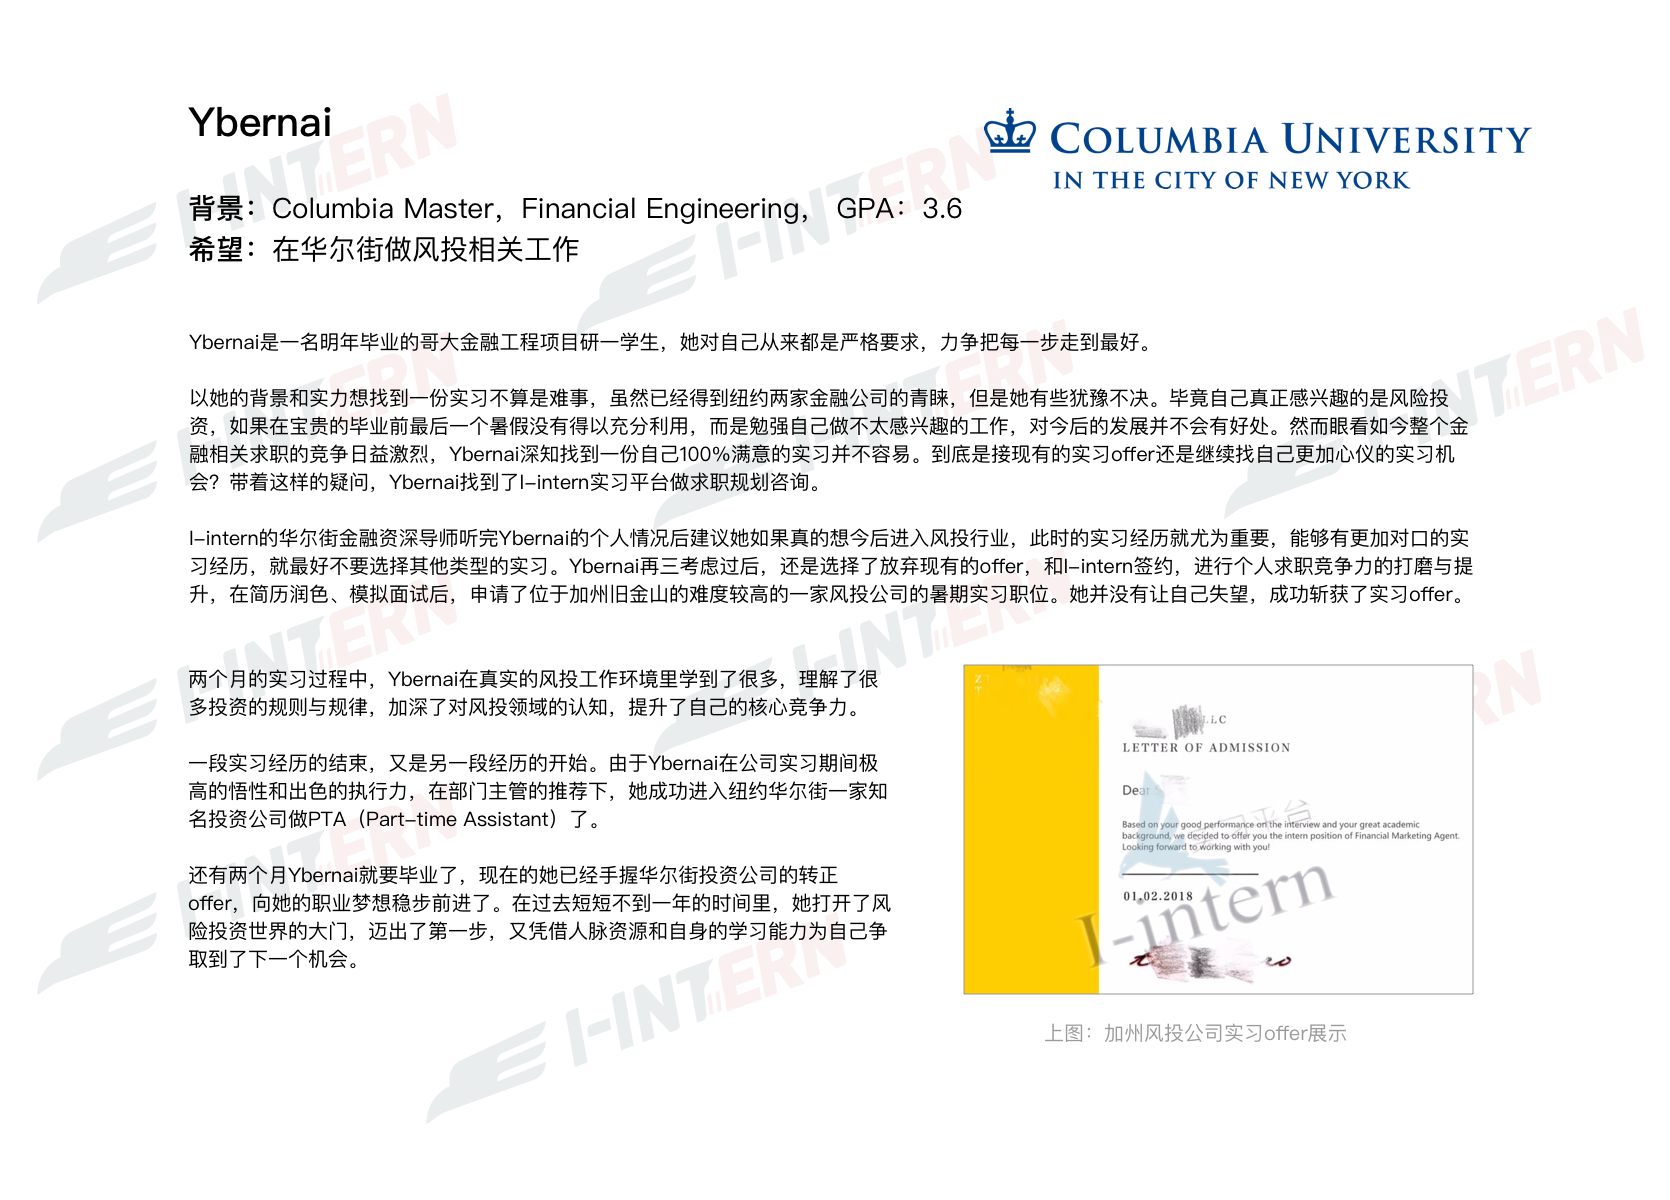 Ybernai
COLUMBIA UNIVERSITY
IN THE CITY OF NEW YORK
背景：Columbia Master，Financial Engineering， GPA：3.6
希望：在华尔街做风投相关工作
Ybernai是一名明年毕业的哥大金融工程项目研一学生，她对自己从来都是严格要求，力争把每一步走到最好。
以她的背景和实力想找到一份实习不算是难事，虽然已经得到纽约两家金融公司的青睐，但是她有些犹豫不决。毕竟自己真正感兴趣的是风险投
资，如果在宝贵的毕业前最后一个暑假没有得以充分利用，而是勉强自己做不太感兴趣的工作，对今后的发展并不会有好处。然而眼看如今整个金
融相关求职的竞争日益激烈，Ybernai深知找到一份自己100%满意的实习并不容易。到底是接现有的实习offer还是继续找自己更加心仪的实习机
会？带着这样的疑问，Ybernai找到了I-intern实习平台做求职规划咨询。
I-intern的华尔街金融资深导师听完Ybernai的个人情况后建议她如果真的想今后进入风投行业，此时的实习经历就尤为重要，能够有更加对口的实
习经历，就最好不要选择其他类型的实习。Ybernai再三考虑过后，还是选择了放弃现有的offer，和I-intern签约，进行个人求职竞争力的打磨与提
升，在简历润色、模拟面试后，申请了位于加州旧金山的难度较高的一家风投公司的暑期实习职位。她并没有让自己失望，成功斩获了实习offer。
两个月的实习过程中，Ybernai在真实的风投工作环境里学到了很多，理解了很
多投资的规则与规律，加深了对风投领域的认知，提升了自己的核心竞争力。
一段实习经历的结束，又是另一段经历的开始。由于Ybernai在公司实习期间极
高的悟性和出色的执行力，在部门主管的推荐下，她成功进入纽约华尔街一家知
名投资公司做PTA（Part-time Assistant）了。
还有两个月Ybernai就要毕业了，现在的她已经手握华尔街投资公司的转正
offer，向她的职业梦想稳步前进了。在过去短短不到一年的时间里，她打开了风
险投资世界的大门，迈出了第一步，又凭借人脉资源和自身的学习能力为自己争
取到了下一个机会。
LLC
LETTER OF ADMISSION
Dear
Based on your good performance on the interview and your great academic
background, we decided to offer you the intern position of Financial Marketing Agent.
Looking forward to working with you!
01.02.2018
实习平台
I-intern
上图：加州风投公司实习offer展示
I-INTERN
I-INTERN
I-INTERN
I-INTERN
I-INTERN
I-INTERN
I-INTERN
I-INTERN